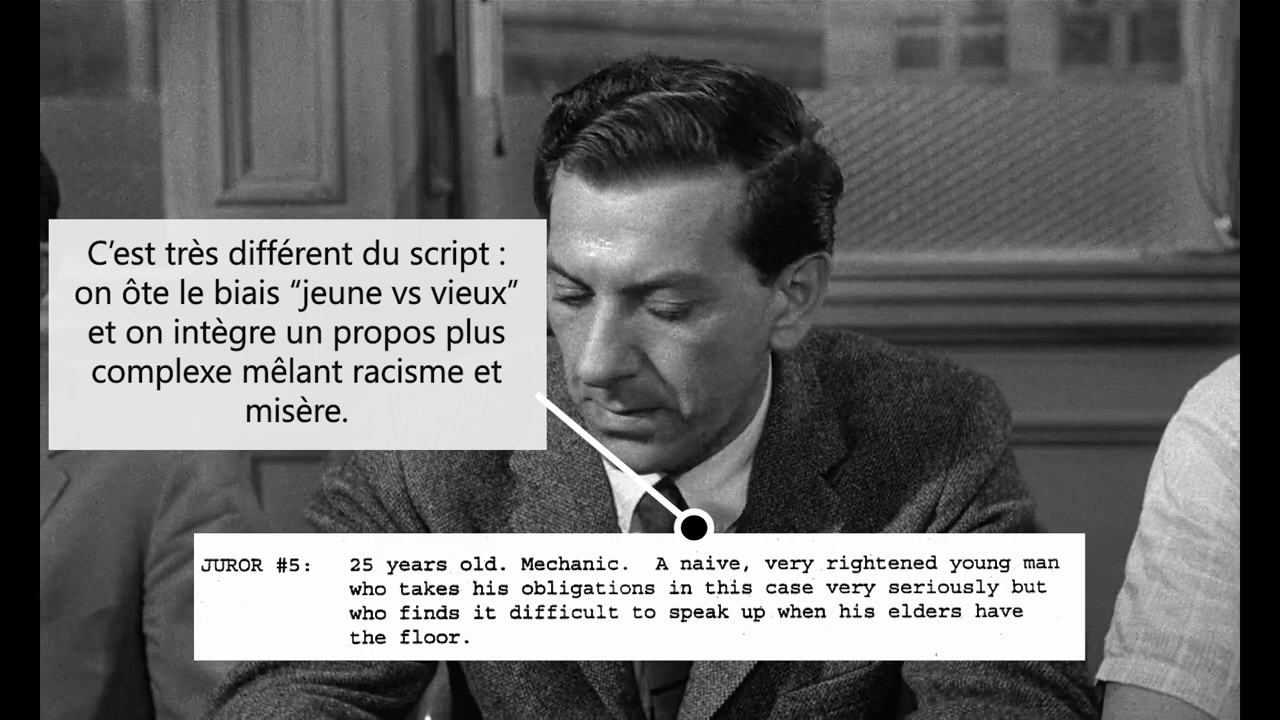 C’est très différent du script :
on ôte le biais “jeune vs vieux”
et on intègre un propos plus
complexe mêlant racisme et
misère.
JUROR #5: 25 years old. Mechanic. A naive, very rightened young man
who takes his obligations in this case very seriously but
who finds it difficult to speak up when his elders have
the floor.